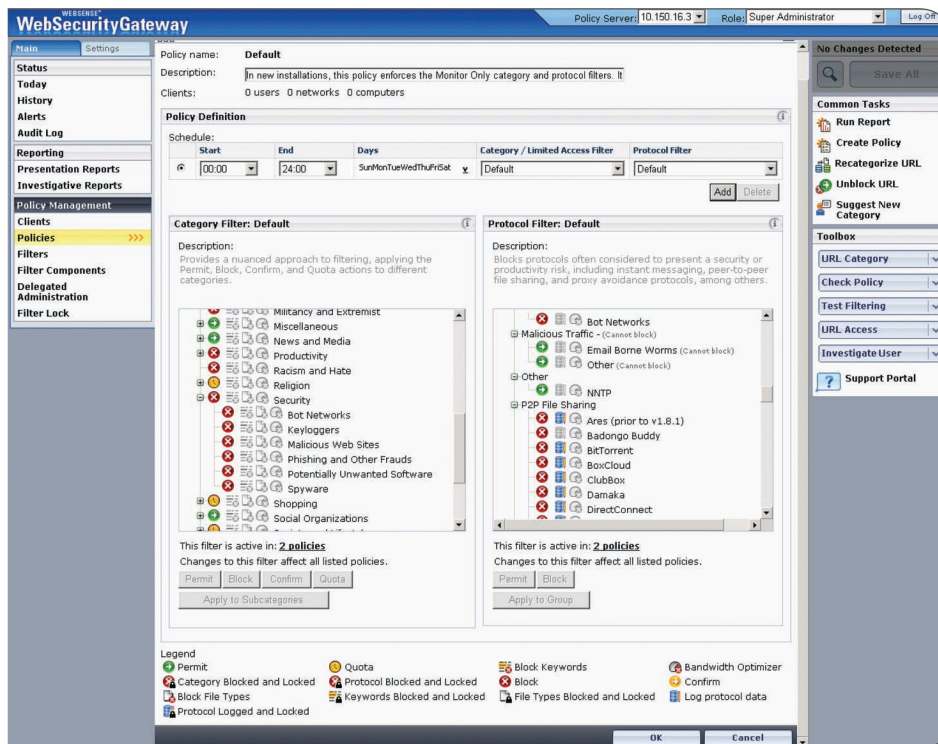 WEBSENSE®
WebSecurityGateway
Policy Server: 10.150.16.3 Role: Super Administrator Log Off
Main Settings
Status
Today
History
Alerts
Audit Log
Reporting
Presentation Reports
Investigative Reports
Policy Management
Clients
Policies >>>
Filters
Filter Components
Delegated
Administration
Filter Lock
Policy name: Default
Description: In new installations, this policy enforces the Monitor Only category and protocol filters. It
Clients: 0 users 0 networks 0 computers
Policy Definition
Schedule:
Start End Days Category / Limited Access Filter Protocol Filter
00:00 24:00 SunMonTueWedThuFriSat Default Default
Add Delete
Category Filter: Default
Description:
Provides a nuanced approach to filtering, applying the
Permit, Block, Confirm, and Quota actions to different
categories.
Militancy and Extremist
Miscellaneous
News and Media
Productivity
Racism and Hate
Religion
Security
Bot Networks
Keyloggers
Malicious Web Sites
Phishing and Other Frauds
Potentially Unwanted Software
Spyware
Shopping
Social Organizations
This filter is active in: 2 policies
Changes to this filter affect all listed policies.
Permit Block Confirm Quota
Apply to Subcategories
Protocol Filter: Default
Description:
Blocks protocols often considered to present a security or
productivity risk, including instant messaging, peer-to-peer
file sharing, and proxy avoidance protocols, among others.
Bot Networks
Malicious Traffic - (Cannot block)
Email Borne Worms (Cannot block)
Other (Cannot block)
Other
NNTP
P2P File Sharing
Ares (prior to v1.8.1)
Badongo Buddy
BitTorrent
BoxCloud
ClubBox
Damaka
DirectConnect
This filter is active in: 2 policies
Changes to this filter affect all listed policies.
Permit Block
Apply to Group
Legend
Permit Quota Block Keywords Bandwidth Optimizer
Category Blocked and Locked Protocol Blocked and Locked Block Confirm
Block File Types Keywords Blocked and Locked File Types Blocked and Locked Log protocol data
Protocol Logged and Locked
OK Cancel
No Changes Detected
Save All
Common Tasks
Run Report
Create Policy
Recategorize URL
Unblock URL
Suggest New
Category
Toolbox
URL Category
Check Policy
Test Filtering
URL Access
Investigate User
Support Portal